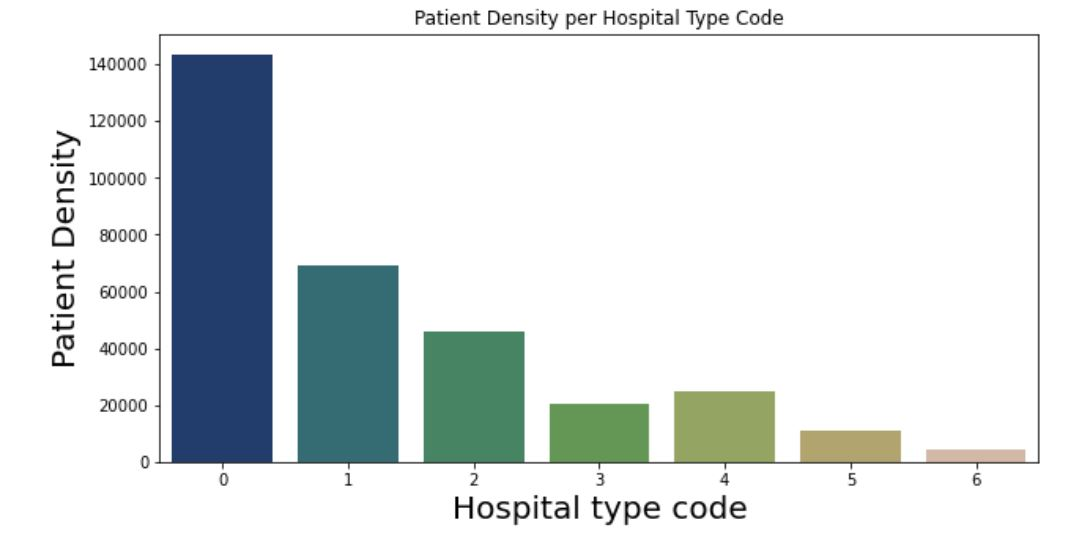 Patient Density per Hospital Type Code
140000
120000
100000
80000
60000
40000
20000
0
Patient Density
0 1 2 3 4 5 6
Hospital type code